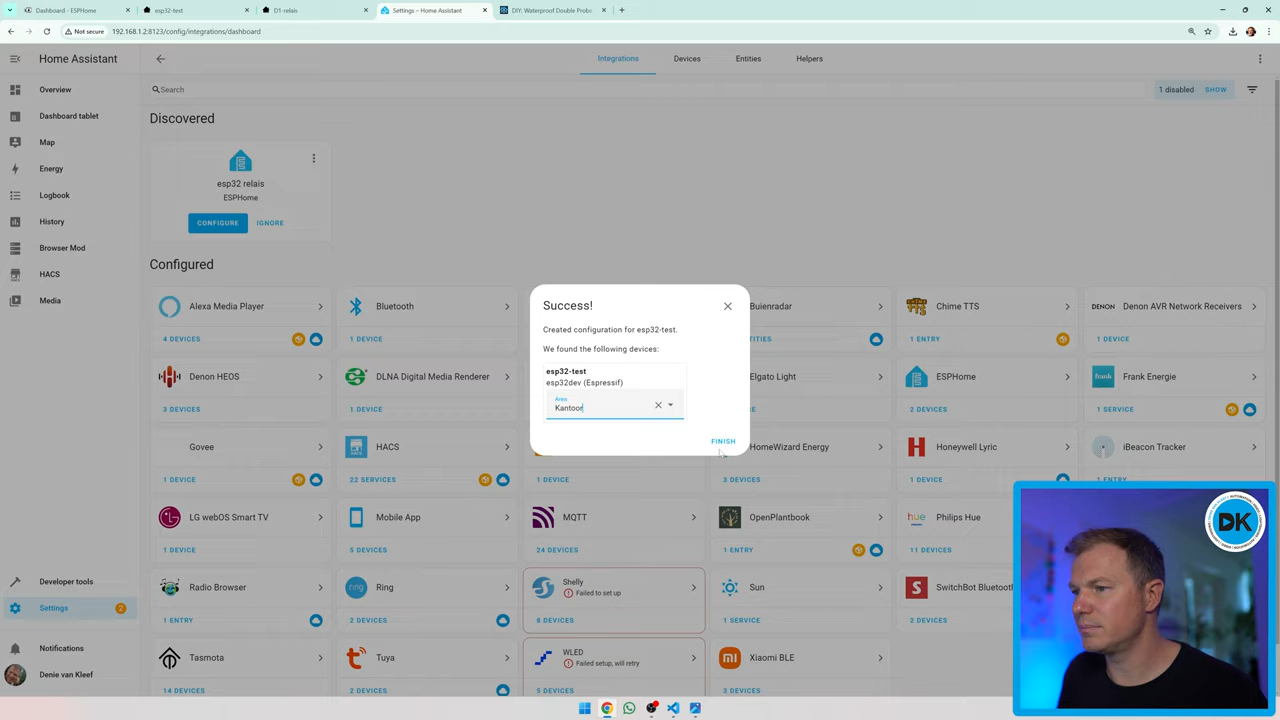 Dashboard - ESPHome
esp32-test
D1-relais
Settings – Home Assistant
DIY: Waterproof Double Probe
Not secure
192.168.1.2:8123/config/integrations/dashboard
Home Assistant
Integrations
Devices
Entities
Helpers
Overview
Dashboard tablet
Map
Energy
Logbook
History
Browser Mod
HACS
Media
Developer tools
Settings
2
Notifications
Denie van Kleef
Search
1 disabled
SHOW
Discovered
esp32 relais
ESPHome
CONFIGURE
IGNORE
Configured
Alexa Media Player
4 DEVICES
Bluetooth
1 DEVICE
Buienradar
TITIES
Chime TTS
1 ENTRY
DENON
Denon AVR Network Receivers
1 DEVICE
Denon HEOS
3 DEVICES
DLNA Digital Media Renderer
1 DEVICE
Elgato Light
ESPHome
frank
Frank Energie
1 SERVICE
Govee
1 DEVICE
HACS
22 SERVICES
1 DEVICE
HomeWizard Energy
3 DEVICES
Honeywell Lyric
1 DEVICE
iBeacon Tracker
1 ENTRY
LG webOS Smart TV
1 DEVICE
Mobile App
5 DEVICES
MQTT
24 DEVICES
OpenPlantbook
1 ENTRY
hue
Philips Hue
11 DEVICES
Radio Browser
1 ENTRY
Ring
2 DEVICES
Shelly
Failed to set up
8 DEVICES
Sun
1 SERVICE
SwitchBot Bluetooth
2 DEVICES
Tasmota
14 DEVICES
Tuya
2 DEVICES
WLED
Failed setup, will retry
5 DEVICES
Xiaomi BLE
3 DEVICES
Success!
Created configuration for esp32-test.
We found the following devices:
esp32-test
esp32dev (Espressif)
Area
Kantoor
FINISH
DK